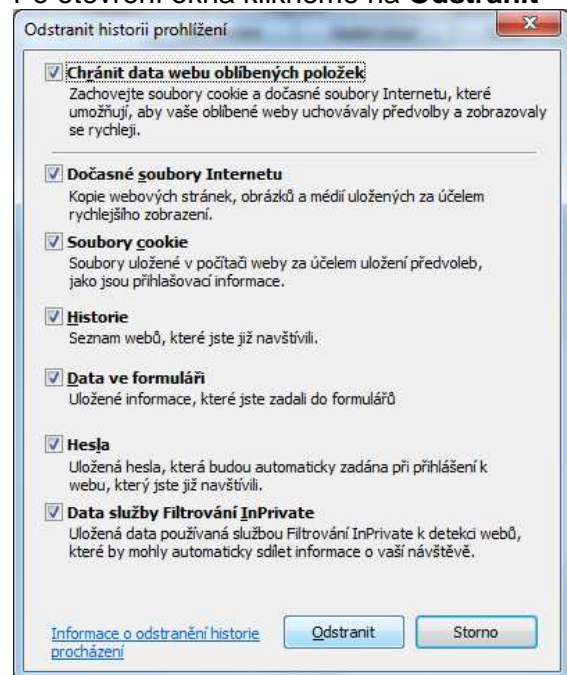 Po otevření okna klikneme na Odstranit
Odstranit historii prohlížení
Chránit data webu oblíbených položek
Zachovejte soubory cookie a dočasné soubory Internetu, které
umožňují, aby vaše oblíbené weby uchovávaly předvolby a zobrazovaly
se rychleji.
Dočasné soubory Internetu
Kopie webových stránek, obrázků a médií uložených za účelem
rychlejšího zobrazení.
Soubory cookie
Soubory uložené v počítači weby za účelem uložení předvoleb,
jako jsou přihlašovací informace.
Historie
Seznam webů, které jste již navštívili.
Data ve formuláři
Uložené informace, které jste zadali do formulářů
Hesla
Uložená hesla, která budou automaticky zadána při přihlášení k
webu, který jste již navštívili.
Data služby Filtrování InPrivate
Uložená data používaná službou Filtrování InPrivate k detekci webů,
které by mohly automaticky sdílet informace o vaší návštěvě.
Informace o odstranění historie
procházení
Odstranit
Storno